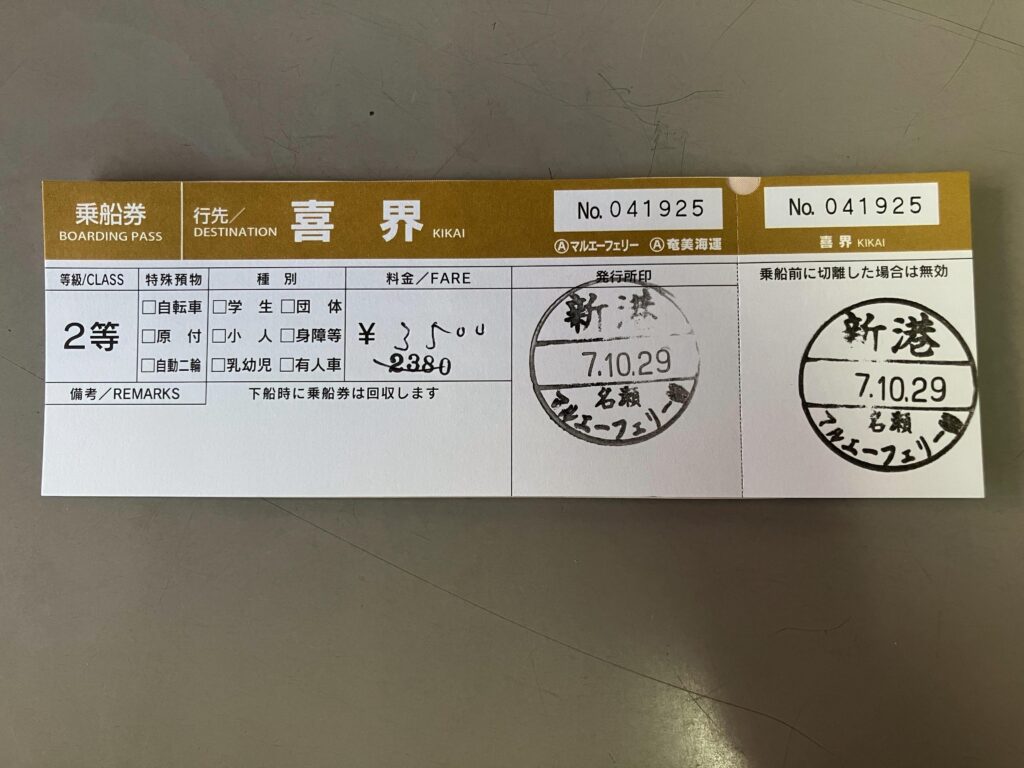 乗船券
BOARDING PASS
行先／
DESTINATION
喜界 KIKAI
No. 041925
Ⓐマルエーフェリー Ⓐ奄美海運
No. 041925
喜界 KIKAI
等級/CLASS 特殊預物 種別 料金／FARE 発行所印
乗船前に切離した場合は無効
2等
□自転車 □学生 □団体
□原付 □小人 □身障等
□自動二輪 □乳幼児 □有人車
¥ 3500
2380
備考／REMARKS 下船時に乗船券は回収します
新港
7.10.29
名瀬
マルエーフェリー
新港
7.10.29
名瀬
マルエーフェリー